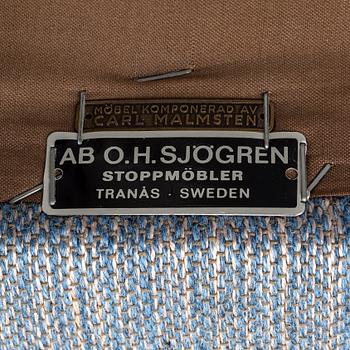 MÖBEL KOMPONERAD AV
CARL MALMSTEN
AB O.H. SJÖGREN
STOPPMÖBLER
TRANÅS · SWEDEN